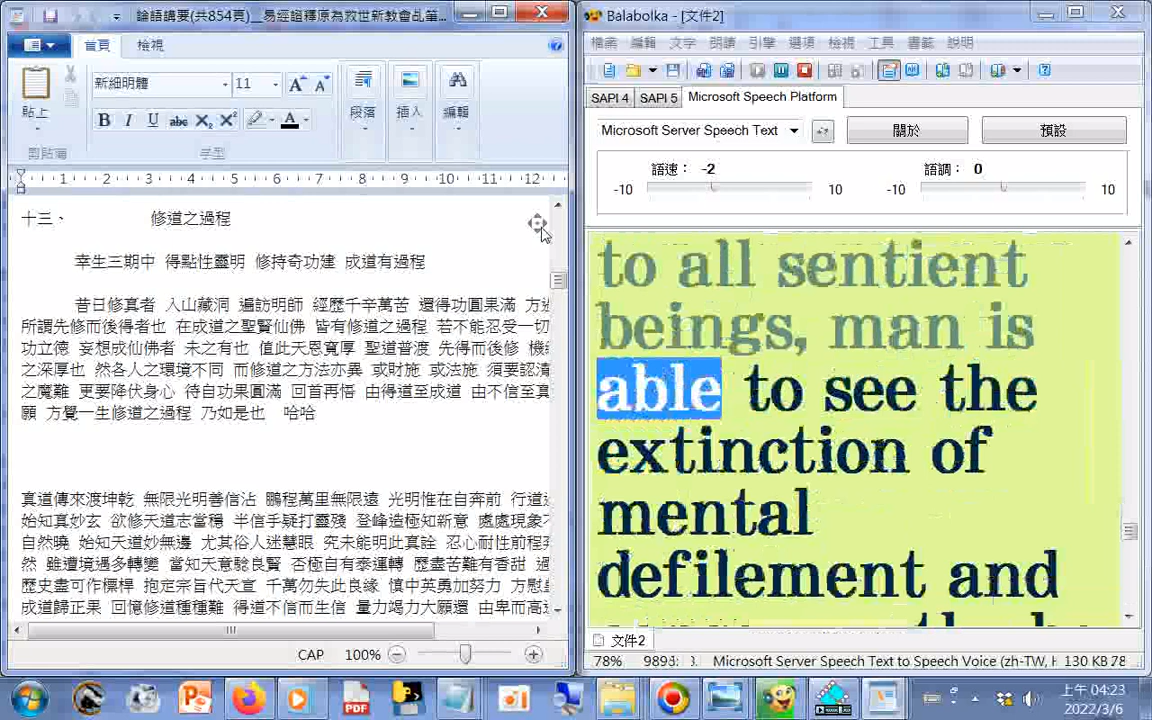 論語講要(共854頁)__易經證釋原為救世新教會乩筆...
Balabolka - [文件2]
首頁
檢視
檔案 編輯 文字 朗讀 引擎 選項 檢視 工具 書籤 說明
新細明體
11
貼上
段落
插入
編輯
剪貼簿
字型
SAPI 4
SAPI 5
Microsoft Speech Platform
Microsoft Server Speech Text
關於
預設
語速： -2
語調： 0
-10
10
-10
10
1 2 3 4 5 6 7 8 9 10 11 12
十三、 修道之過程
幸生三期中 得點性靈明 修持奇功建 成道有過程
昔日修真者 入山藏洞 遍訪明師 經歷千辛萬苦 還得功圓果滿 方
所謂先修而後得者也 在成道之聖賢仙佛 皆有修道之過程 若不能忍受一切
功立德 妄想成仙佛者 未之有也 值此天恩寬厚 聖道普渡 先得而後修 機
之深厚也 然各人之環境不同 而修道之方法亦異 或財施 或法施 須要認清
之魔難 更要降伏身心 待自功果圓滿 回首再悟 由得道至成道 由不信至真
願 方覺一生修道之過程 乃如是也 哈哈
真道傳來渡坤乾 無限光明善信沾 鵬程萬里無限遠 光明惟在自奔前 行道
始知真妙玄 欲修天道志當穩 半信乎疑打靈殘 登峰造極知新意 處處現象
自然曉 始知天道妙無邊 尤其俗人迷慧眼 究未能明此真詮 忍心耐性前程
然 雖遭境遇多轉變 當知天意騐良賢 否極自有泰運轉 歷盡苦難有香甜
歷史盡可作標桿 抱定宗旨代天宣 千萬勿失此良緣 慎中英勇加努力 方慰
成道歸正果 回憶修道種種難 得道不信而生信 量力竭力大願還 由卑而高
to all sentient
beings, man is
able to see the
extinction of
mental
defilement and
文件2
CAP 100%
78%
Microsoft Server Speech Text to Speech Voice (zh-TW, H
130 KB
78
上午 04:23
2022/3/6